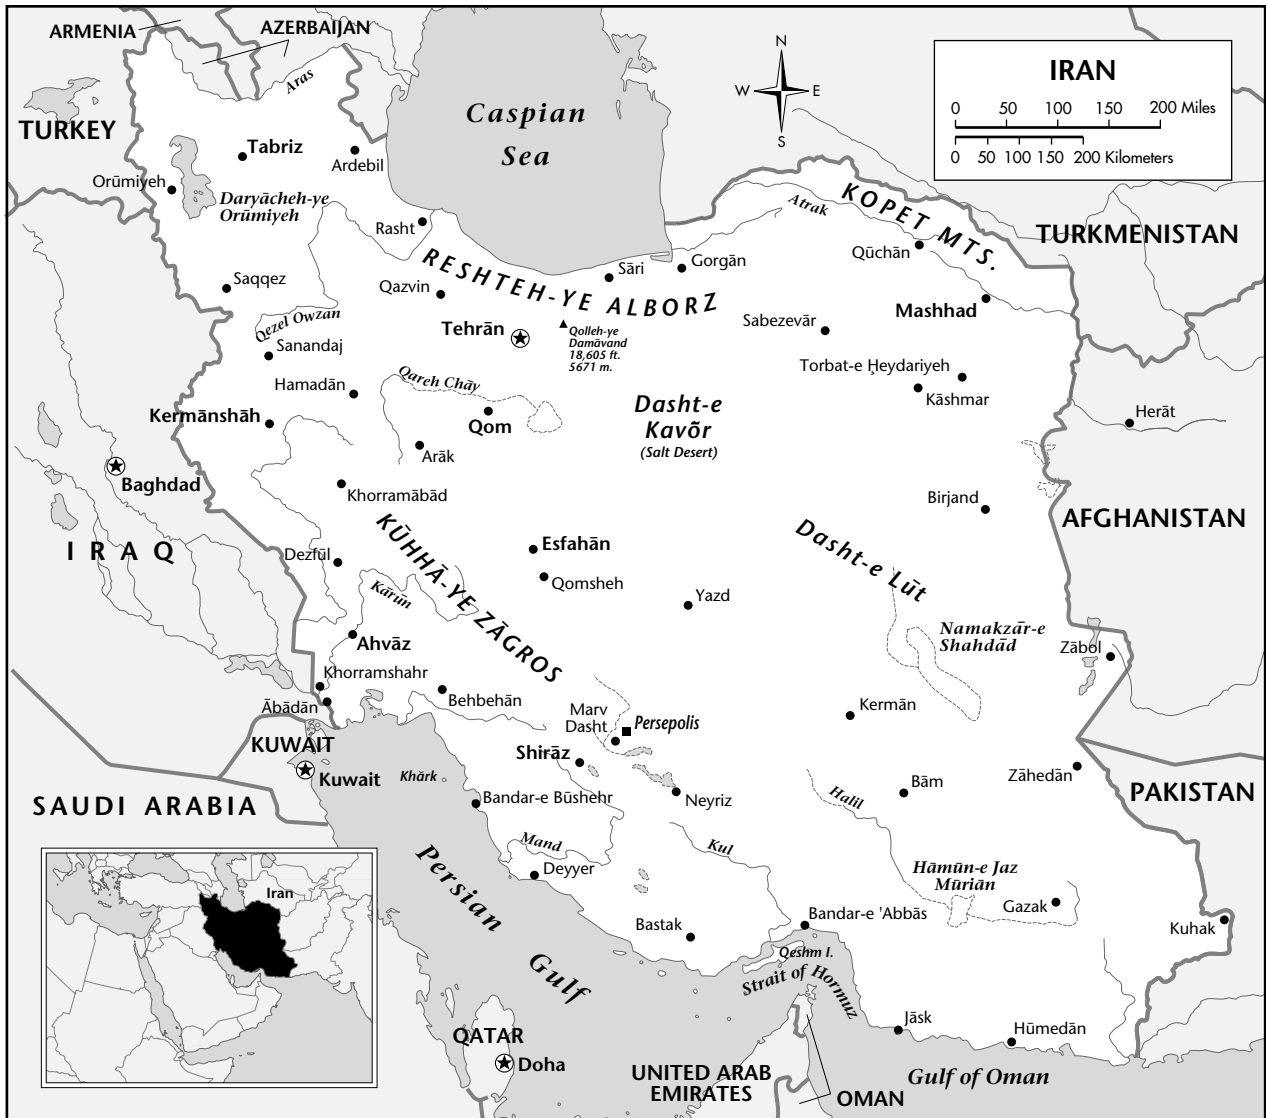 ARMENIA
AZERBAIJAN
TURKEY
Aras
Caspian
Sea
N
W E
S
IRAN
0 50 100 150 200 Miles
0 50 100 150 200 Kilometers
Tabriz
Ardebil
Orūmiyeh
Daryācheh-ye
Orūmiyeh
Rasht
Atrak
KOPET MTS.
TURKMENISTAN
Qūchān
RESHTEH-YE ALBORZ
Sāri
Gorgān
Saqqez
Qazvin
Mashhad
Qezel Owzan
Tehrān
Qolleh-ye
Damāvand
18,605 ft.
5671 m.
Sabezevār
Sanandaj
Torbat-e Ḥeydariyeh
Hamadān
Qareh Chāy
Kāshmar
Dasht-e
Kavõr
(Salt Desert)
Herāt
Kermānshāh
Qom
Arāk
Baghdad
Khorramābād
Birjand
AFGHANISTAN
KŪHHĀ-YE ZĀGROS
Dasht-e Lūt
IRAQ
Dezfūl
Esfahān
Qomsheh
Kārūn
Yazd
Namakzār-e
Shahdād
Zābol
Ahvāz
Khorramshahr
Ābādān
Behbehān
Marv
Dasht
Persepolis
Kermān
KUWAIT
Kuwait
Khārk
Shirāz
Zāhedān
Bām
PAKISTAN
SAUDI ARABIA
Bandar-e Būshehr
Neyriz
Halil
Mand
Kul
Deyyer
Hāmūn-e Jaz
Mūriān
Iran
Persian Gulf
Gazak
Bandar-e 'Abbās
Bastak
Kuhak
Qeshm I.
Strait of Hormuz
Jāsk
Hūmedān
QATAR
Doha
UNITED ARAB
EMIRATES
OMAN
Gulf of Oman